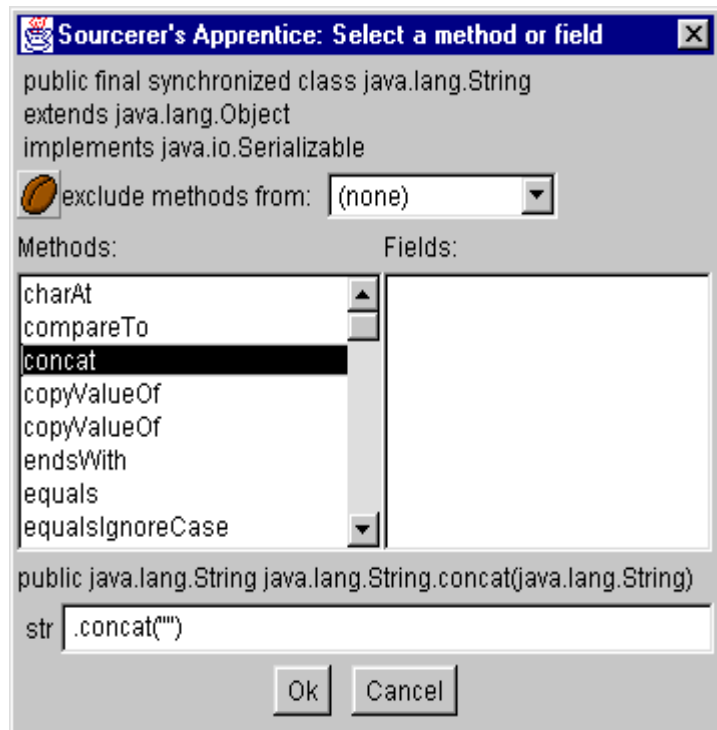 Sourcerer's Apprentice: Select a method or field
public final synchronized class java.lang.String
extends java.lang.Object
implements java.io.Serializable
exclude methods from: (none)
Methods: Fields:
charAt
compareTo
concat
copyValueOf
copyValueOf
endsWith
equals
equalsIgnoreCase
public java.lang.String java.lang.String.concat(java.lang.String)
str .concat("")
Ok Cancel